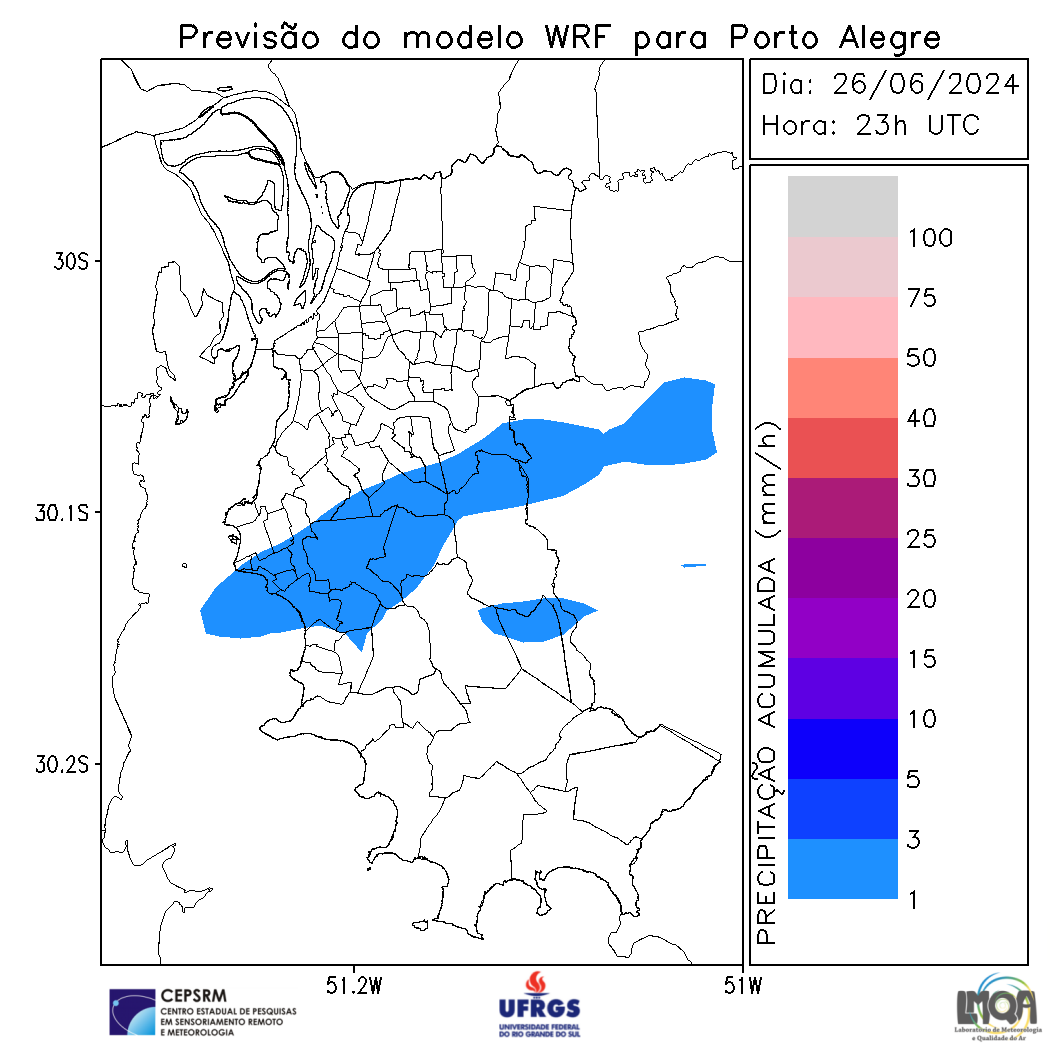 Previsão do modelo WRF para Porto Alegre
Dia: 26/06/2024
Hora: 23h UTC
30S
30.1S
30.2S
51.2W
51W
PRECIPITAÇÃO ACUMULADA (mm/h)
100
75
50
40
30
25
20
15
10
5
3
1
CEPSRM
CENTRO ESTADUAL DE PESQUISAS
EM SENSORIAMENTO REMOTO
E METEOROLOGIA
UFRGS
UNIVERSIDADE FEDERAL
DO RIO GRANDE DO SUL
LMQA
Laboratório de Meteorologia
e Qualidade do Ar